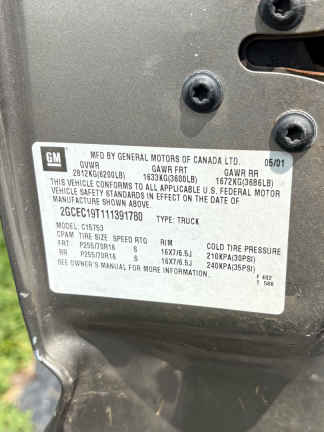 GM
MFD BY GENERAL MOTORS OF CANADA LTD. 05/01
GVWR GAWR FRT GAWR RR
2812KG(6200LB) 1633KG(3600LB) 1672KG(3686LB)
THIS VEHICLE CONFORMS TO ALL APPLICABLE U.S. FEDERAL MOTOR
VEHICLE SAFETY STANDARDS IN EFFECT ON THE DATE OF
MANUFACTURE SHOWN ABOVE.
2GCEC19T111391780 TYPE: TRUCK
MODEL: C15753
CPAM TIRE SIZE SPEED RTG RIM COLD TIRE PRESSURE
FRT P255/70R16 S 16X7/6.5J 210KPA(30PSI)
RR P255/70R16 S 16X7/6.5J 240KPA(35PSI)
SEE OWNER'S MANUAL FOR MORE INFORMATION.